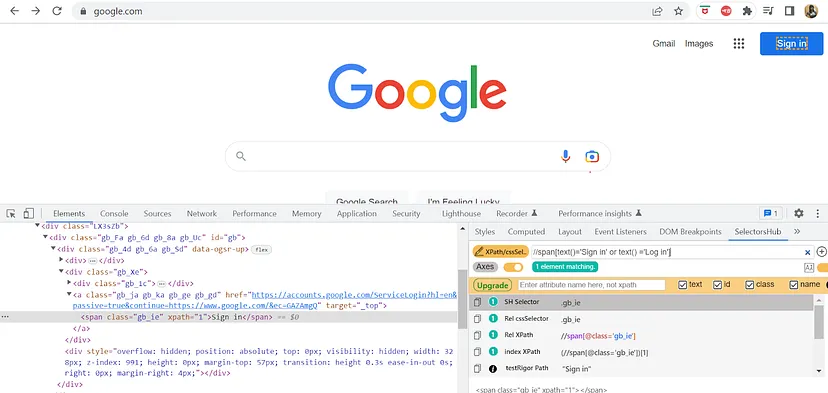 google.com
Gmail Images Sign in
Google
Google Search I'm Feeling Lucky
Elements Console Sources Network Performance Memory Application Security Lighthouse Recorder Performance insights 1
<div class="LX3sZb">
<div class="gb_Fa gb_6d gb_8a gb_Uc" id="gb">
<div class="gb_4d gb_6a gb_Sd" data-ogsr-up> flex
<div> </div>
<div class="gb_Xe">
<div class="gb_1c"> </div>
<a class="gb_ja gb_ka gb_ge gb_gd" href="https://accounts.google.com/ServiceLogin?hl=en&
passive=true&continue=https://www.google.com/&ec=GAZAmgQ" target="_top">
<span class="gb_ie" xpath="1">Sign in</span> == $0
</a>
</div>
<div style="overflow: hidden; position: absolute; top: 0px; visibility: hidden; width: 32
8px; z-index: 991; height: 0px; margin-top: 57px; transition: height 0.3s ease-in-out 0s;
right: 0px; margin-right: 4px;"></div>
Styles Computed Layout Event Listeners DOM Breakpoints SelectorsHub
XPath/cssSel.. //span[text()='Sign in' or text() ='Log in']
Axes 1 element matching.
Upgrade Enter attribute name here, not xpath text id class name
1 SH Selector .gb_ie
1 Rel cssSelector .gb_ie
1 Rel XPath //span[@class='gb_ie']
1 index XPath (//span[@class='gb_ie'])[1]
testRigor Path "Sign in"
<span class="gb_ie" xpath="1"></span>